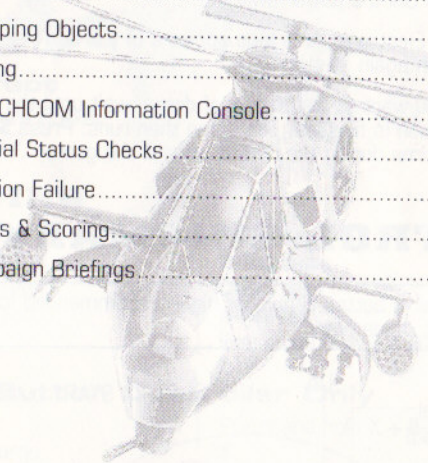 ping Objects
ng
CHCOM Information Console
ial Status Checks
ion Failure
s & Scoring
paign Briefings